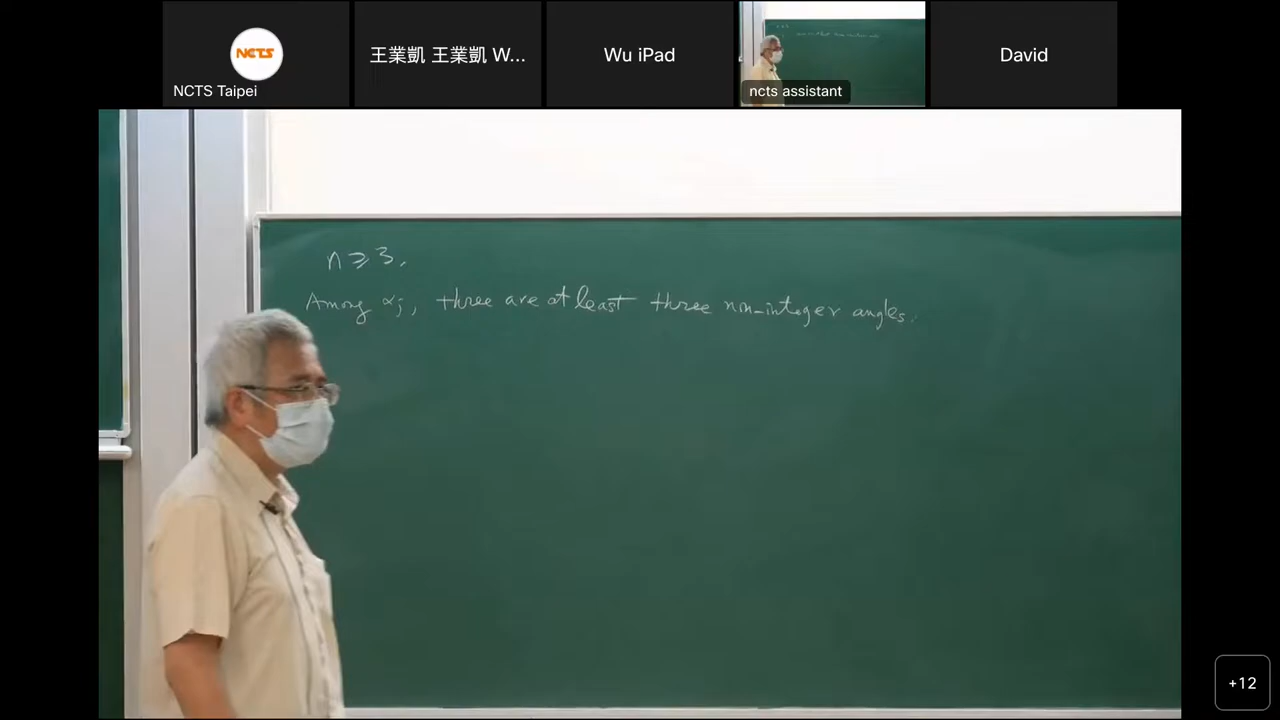 NCTS
NCTS Taipei
王業凱 王業凱 W...
Wu iPad
ncts assistant
David
n ⩾ 3,
Among αj, three are at least three non-integer angles.
+12